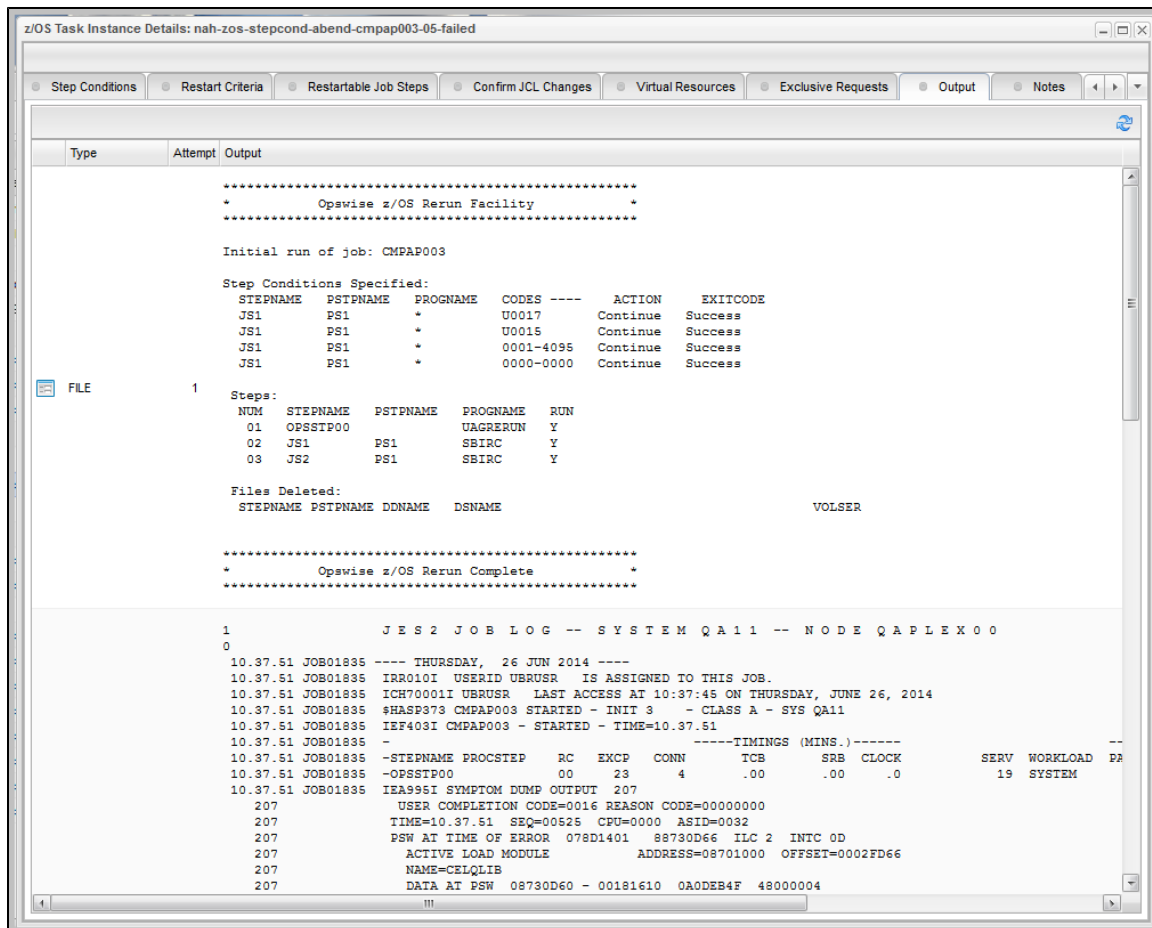 z/OS Task Instance Details: nah-zos-stepcond-abend-cmpap003-05-failed
Step Conditions Restart Criteria Restartable Job Steps Confirm JCL Changes Virtual Resources Exclusive Requests Output Notes
Type Attempt Output
****************************************************
* Opswise z/OS Rerun Facility *
****************************************************
Initial run of job: CMPAP003
Step Conditions Specified:
STEPNAME PSTPNAME PROGNAME CODES ---- ACTION EXITCODE
JS1 PS1 * U0017 Continue Success
JS1 PS1 * U0015 Continue Success
JS1 PS1 * 0001-4095 Continue Success
JS1 PS1 * 0000-0000 Continue Success
FILE 1
Steps:
NUM STEPNAME PSTPNAME PROGNAME RUN
01 OPSSTP00 UAGRERUN Y
02 JS1 PS1 SBIRC Y
03 JS2 PS1 SBIRC Y
Files Deleted:
STEPNAME PSTPNAME DDNAME DSNAME VOLSER
****************************************************
* Opswise z/OS Rerun Complete *
****************************************************
1 J E S 2 J O B L O G -- S Y S T E M Q A 1 1 -- N O D E Q A P L E X 0 0
0
10.37.51 JOB01835 ---- THURSDAY, 26 JUN 2014 ----
10.37.51 JOB01835 IRR010I USERID UBRUSR IS ASSIGNED TO THIS JOB.
10.37.51 JOB01835 ICH70001I UBRUSR LAST ACCESS AT 10:37:45 ON THURSDAY, JUNE 26, 2014
10.37.51 JOB01835 $HASP373 CMPAP003 STARTED - INIT 3 - CLASS A - SYS QA11
10.37.51 JOB01835 IEF403I CMPAP003 - STARTED - TIME=10.37.51
10.37.51 JOB01835 - -----TIMINGS (MINS.)------ --
10.37.51 JOB01835 -STEPNAME PROCSTEP RC EXCP CONN TCB SRB CLOCK SERV WORKLOAD PA
10.37.51 JOB01835 -OPSSTP00 00 23 4 .00 .00 .0 19 SYSTEM
10.37.51 JOB01835 IEA995I SYMPTOM DUMP OUTPUT 207
207 USER COMPLETION CODE=0016 REASON CODE=00000000
207 TIME=10.37.51 SEQ=00525 CPU=0000 ASID=0032
207 PSW AT TIME OF ERROR 078D1401 88730D66 ILC 2 INTC 0D
207 ACTIVE LOAD MODULE ADDRESS=08701000 OFFSET=0002FD66
207 NAME=CELQLIB
207 DATA AT PSW 08730D60 - 00181610 0A0DEB4F 48000004